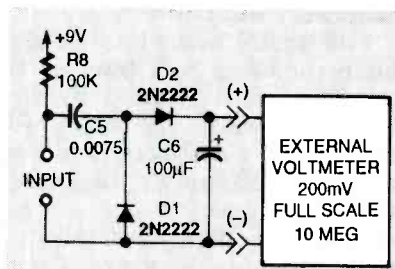 +9V
R8
100K
D2
2N2222
(+)
C5
0.0075
C6
100µF
+
INPUT
D1
2N2222
(−)
EXTERNAL
VOLTMETER
200mV
FULL SCALE
10 MEG